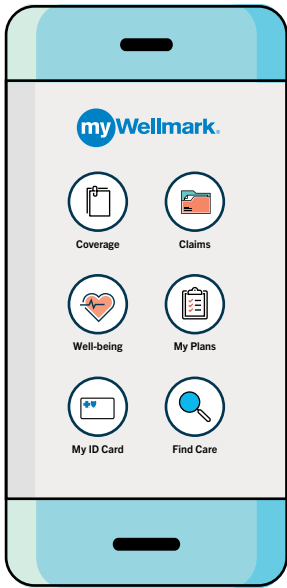 myWellmark.
Coverage Claims
Well-being My Plans
My ID Card Find Care